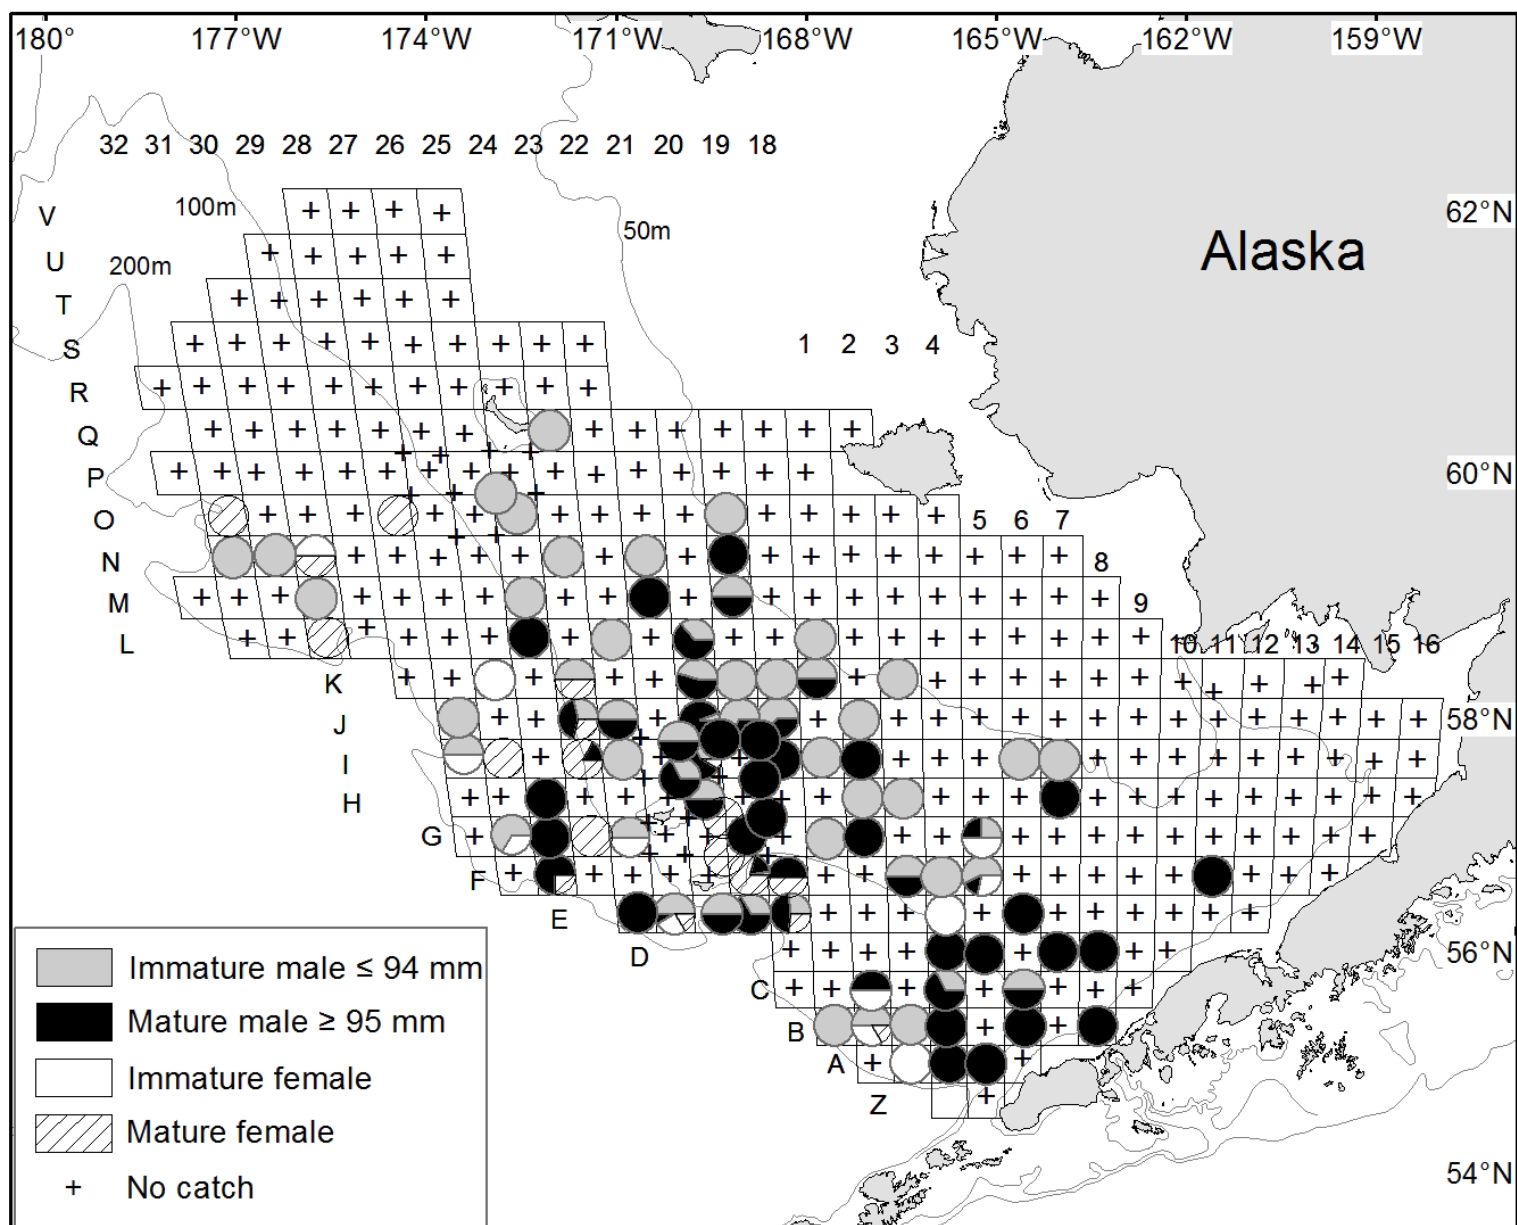 180° 177°W 174°W 171°W 168°W 165°W 162°W 159°W
32 31 30 29 28 27 26 25 24 23 22 21 20 19 18
100m
V
62°N
50m
Alaska
U
200m
T
S
1 2 3 4
R
Q
P
60°N
O
5 6 7
N
8
M
9
L
10 11 12 13 14 15 16
K
J
58°N
I
H
G
F
E
D
56°N
C
B
A
Z
54°N
Immature male ≤ 94 mm
Mature male ≥ 95 mm
Immature female
Mature female
+ No catch